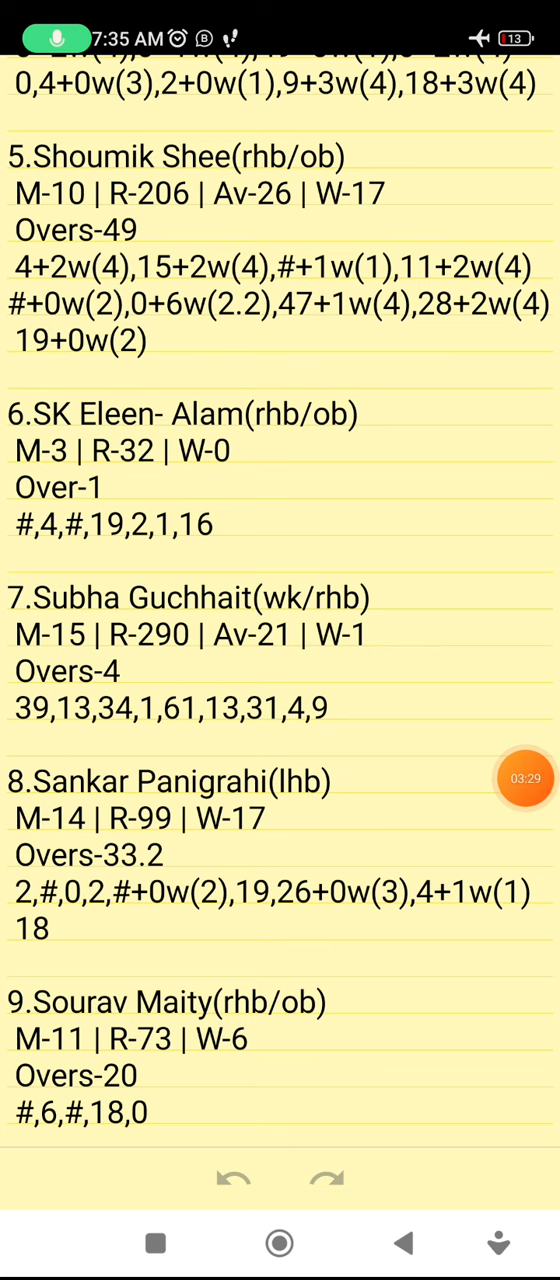 7:35 AM
13
0,4+0w(3),2+0w(1),9+3w(4),18+3w(4)
5.Shoumik Shee(rhb/ob)
M-10 | R-206 | Av-26 | W-17
Overs-49
4+2w(4),15+2w(4),#+1w(1),11+2w(4)
#+0w(2),0+6w(2.2),47+1w(4),28+2w(4)
19+0w(2)
6.SK Eleen- Alam(rhb/ob)
M-3 | R-32 | W-0
Over-1
#,4,#,19,2,1,16
7.Subha Guchhait(wk/rhb)
M-15 | R-290 | Av-21 | W-1
Overs-4
39,13,34,1,61,13,31,4,9
03:29
8.Sankar Panigrahi(lhb)
M-14 | R-99 | W-17
Overs-33.2
2,#,0,2,#+0w(2),19,26+0w(3),4+1w(1)
18
9.Sourav Maity(rhb/ob)
M-11 | R-73 | W-6
Overs-20
#,6,#,18,0